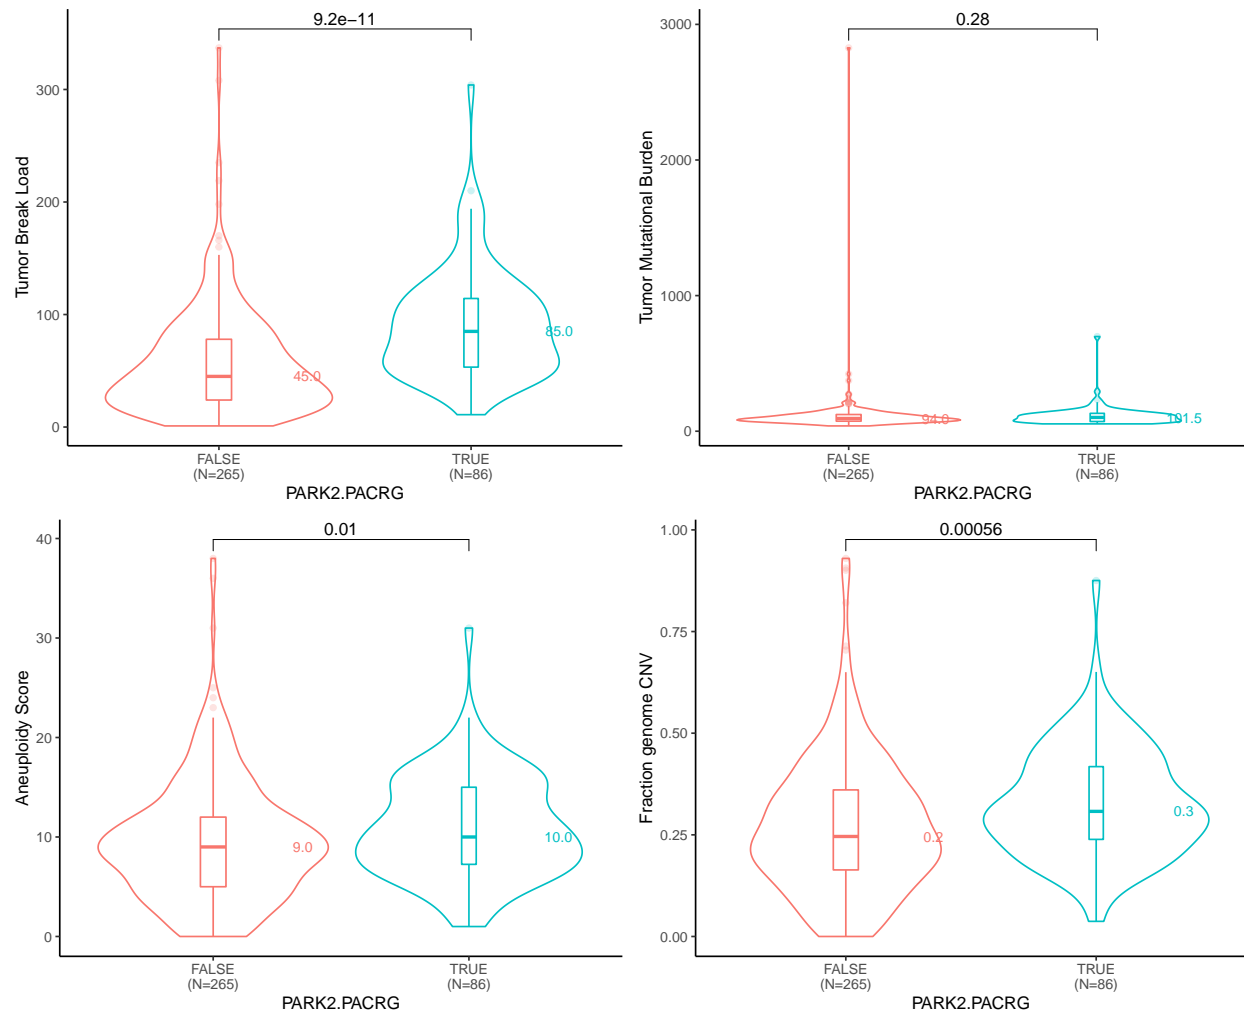 9.2e−11
300
200
100
0
Tumor Break Load
45.0
85.0
FALSE
(N=265)
TRUE
(N=86)
PARK2.PACRG
0.28
3000
2000
1000
0
Tumor Mutational Burden
94.0
101.5
FALSE
(N=265)
TRUE
(N=86)
PARK2.PACRG
0.01
40
30
20
10
0
Aneuploidy Score
9.0
10.0
FALSE
(N=265)
TRUE
(N=86)
PARK2.PACRG
0.00056
1.00
0.75
0.50
0.25
0.00
Fraction genome CNV
0.2
0.3
FALSE
(N=265)
TRUE
(N=86)
PARK2.PACRG